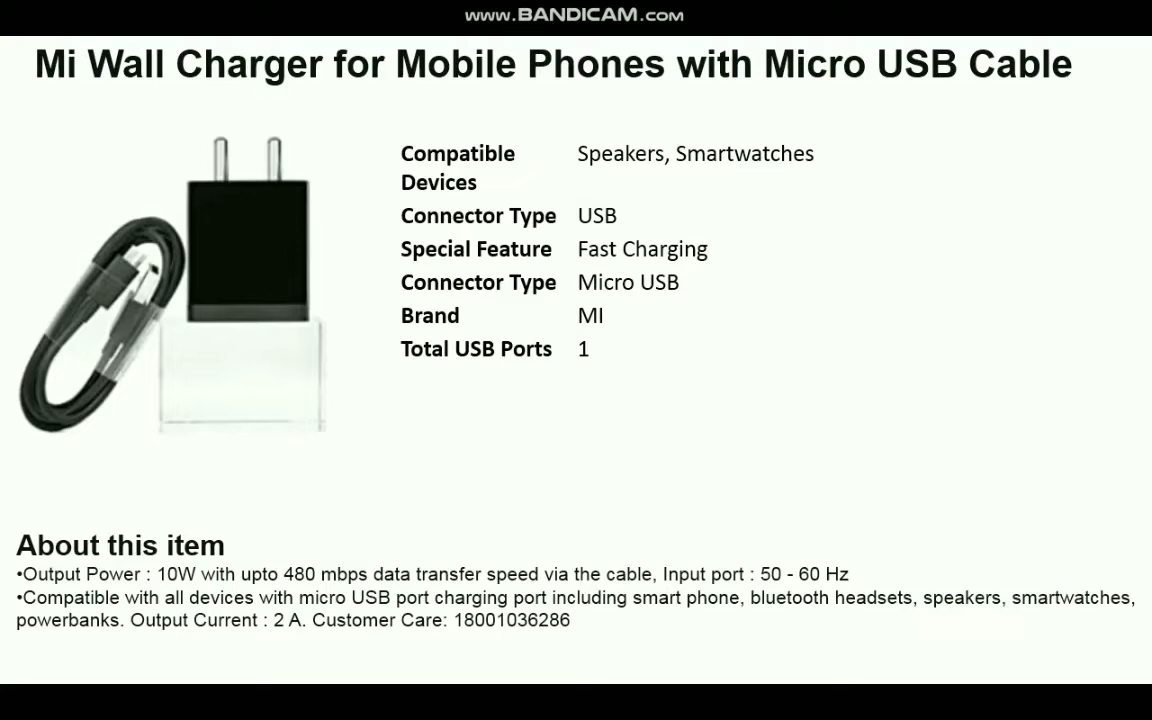 www.BANDICAM.com
Mi Wall Charger for Mobile Phones with Micro USB Cable
Compatible Devices Speakers, Smartwatches
Connector Type USB
Special Feature Fast Charging
Connector Type Micro USB
Brand MI
Total USB Ports 1
About this item
•Output Power : 10W with upto 480 mbps data transfer speed via the cable, Input port : 50 - 60 Hz
•Compatible with all devices with micro USB port charging port including smart phone, bluetooth headsets, speakers, smartwatches,
powerbanks. Output Current : 2 A. Customer Care: 18001036286